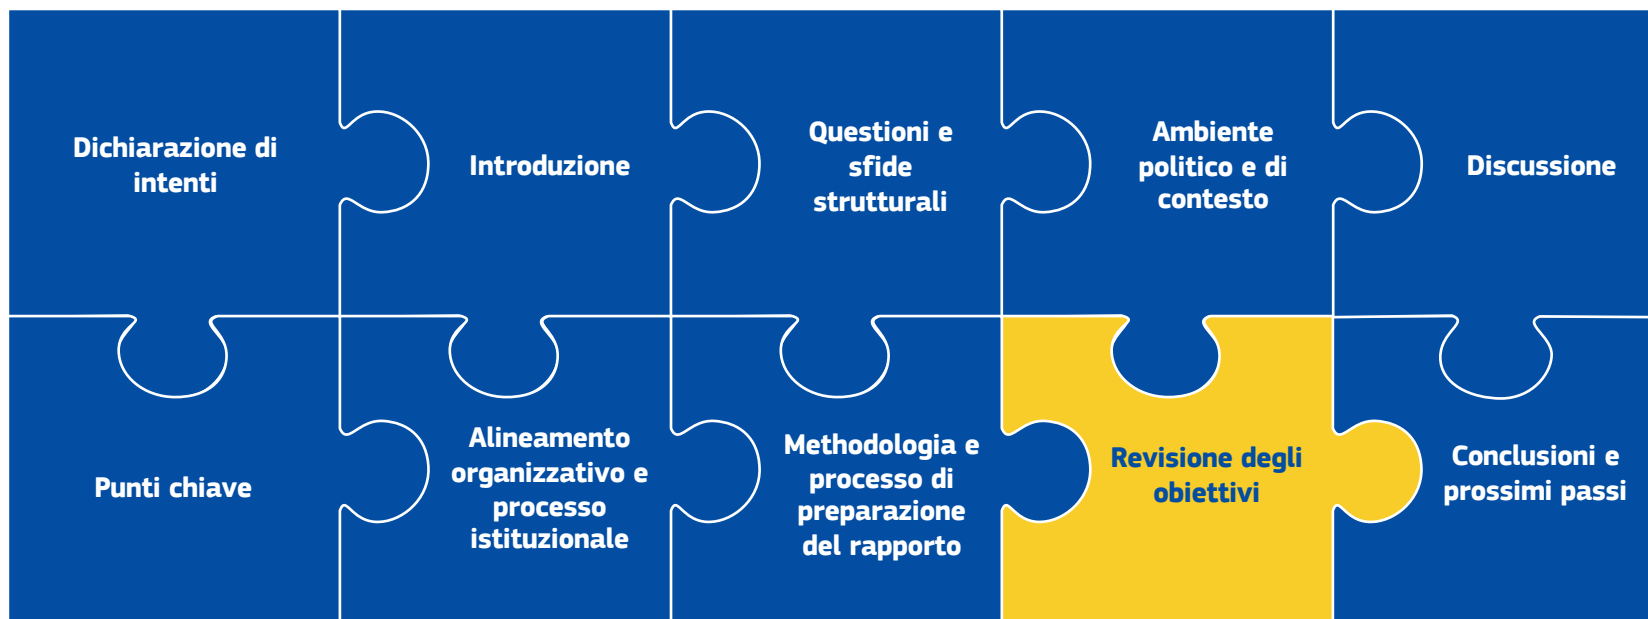 Dichiarazione di
intenti
Introduzione
Questioni e
sfide
strutturali
Ambiente
politico e di
contesto
Discussione
Punti chiave
Alineamento
organizzativo e
processo
istituzionale
Methodologia e
processo di
preparazione
del rapporto
Revisione degli
obiettivi
Conclusioni e
prossimi passi